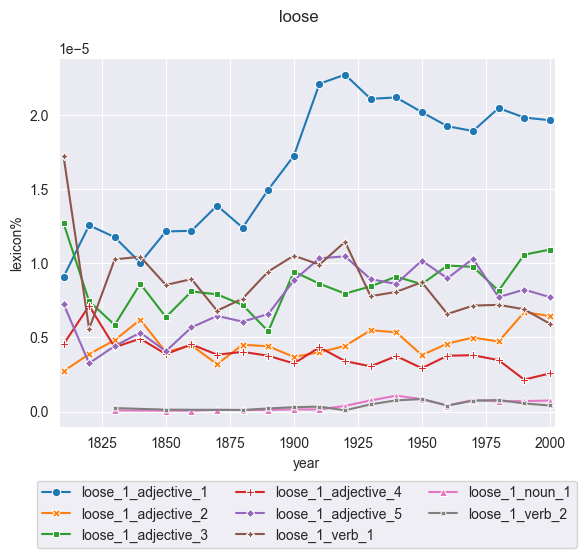 loose
1e−5
2.0
1.5
1.0
0.5
0.0
lexicon%
1825 1850 1875 1900 1925 1950 1975 2000
year
loose_1_adjective_1 loose_1_adjective_4 loose_1_noun_1
loose_1_adjective_2 loose_1_adjective_5 loose_1_verb_2
loose_1_adjective_3 loose_1_verb_1